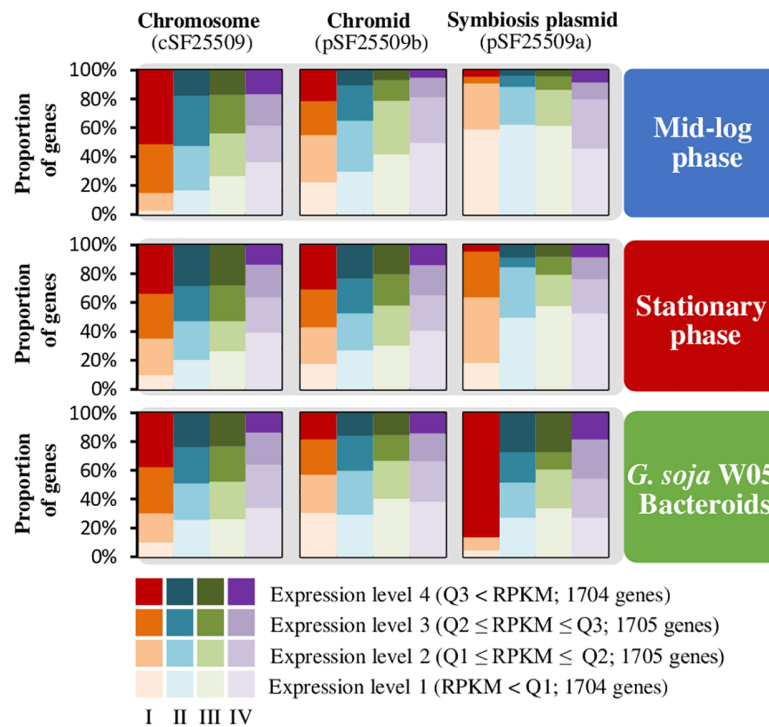 Chromosome Chromid Symbiosis plasmid
(cSF25509) (pSF25509b) (pSF25509a)
Proportion
of genes
100%
80%
60%
40%
20%
0%
Mid-log
phase
Proportion
of genes
100%
80%
60%
40%
20%
0%
Stationary
phase
Proportion
of genes
100%
80%
60%
40%
20%
0%
G. soja W05
Bacteroids
Expression level 4 (Q3 < RPKM; 1704 genes)
Expression level 3 (Q2 ≤ RPKM ≤ Q3; 1705 genes)
Expression level 2 (Q1 ≤ RPKM ≤ Q2; 1705 genes)
Expression level 1 (RPKM < Q1; 1704 genes)
I II III IV